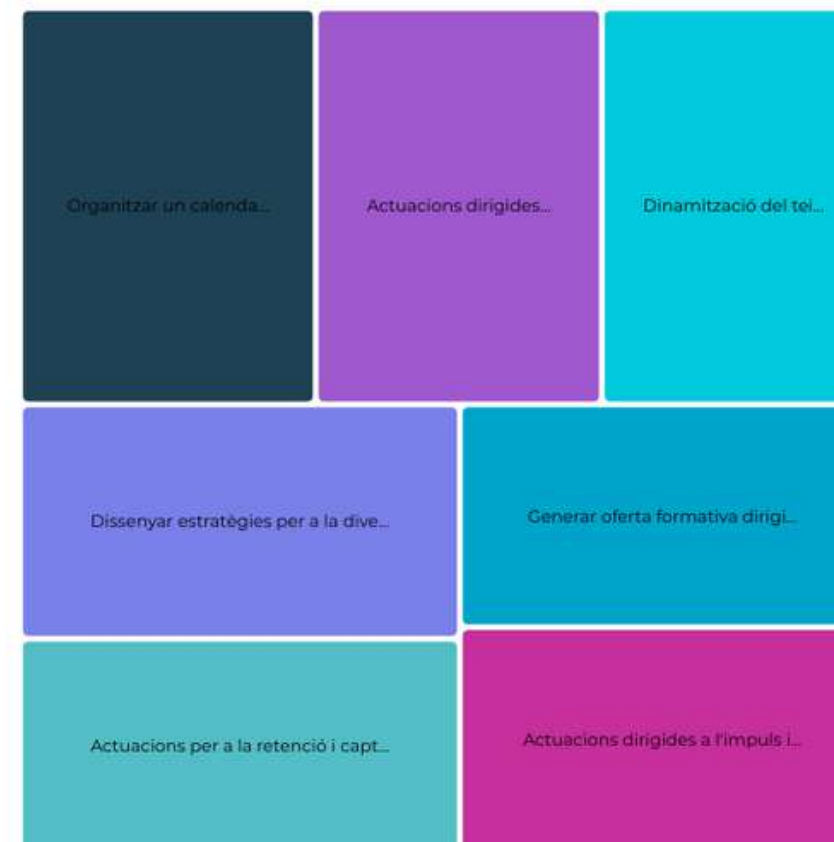 Organitzar un calenda...
Actuacions dirigides...
Dinamització del tei...
Dissenyar estratègies per a la dive...
Generar oferta formativa dirigi...
Actuacions per a la retenció i capt...
Actuacions dirigides a l'impuls i...